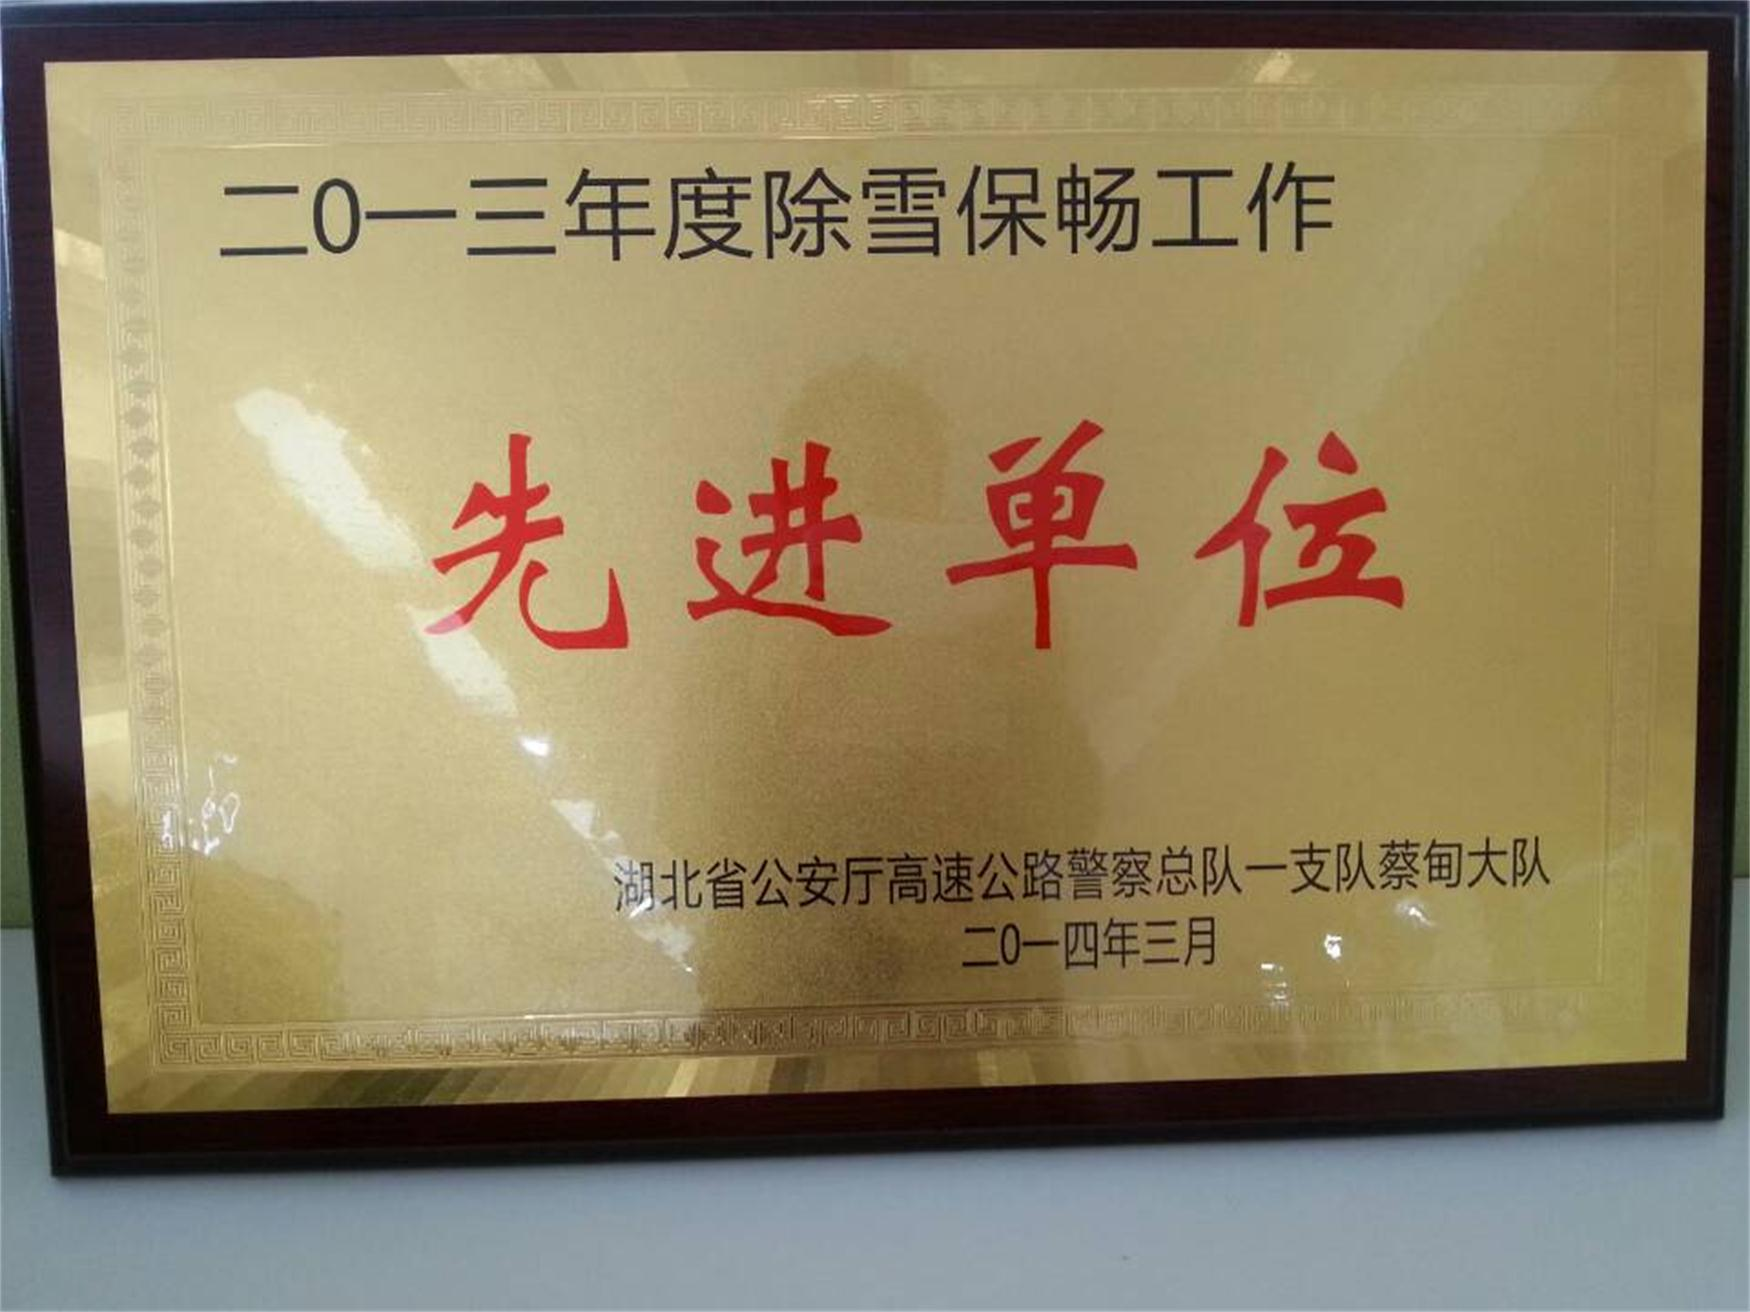 二0一三年度除雪保畅工作
先进单位
湖北省公安厅高速公路警察总队一支队蔡甸大队
二0一四年三月